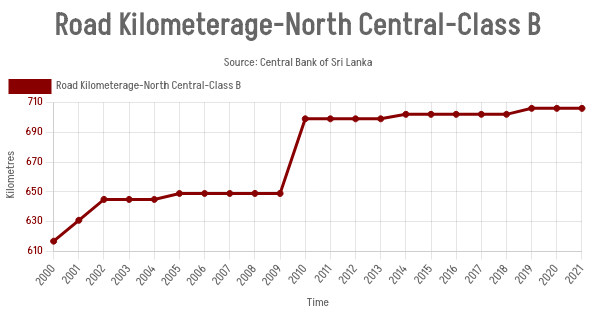 Road Kilometerage-North Central-Class B
Source: Central Bank of Sri Lanka
Road Kilometerage-North Central-Class B
710
690
670
650
630
610
Kilometres
2000 2001 2002 2003 2004 2005 2006 2007 2008 2009 2010 2011 2012 2013 2014 2015 2016 2017 2018 2019 2020 2021
Time